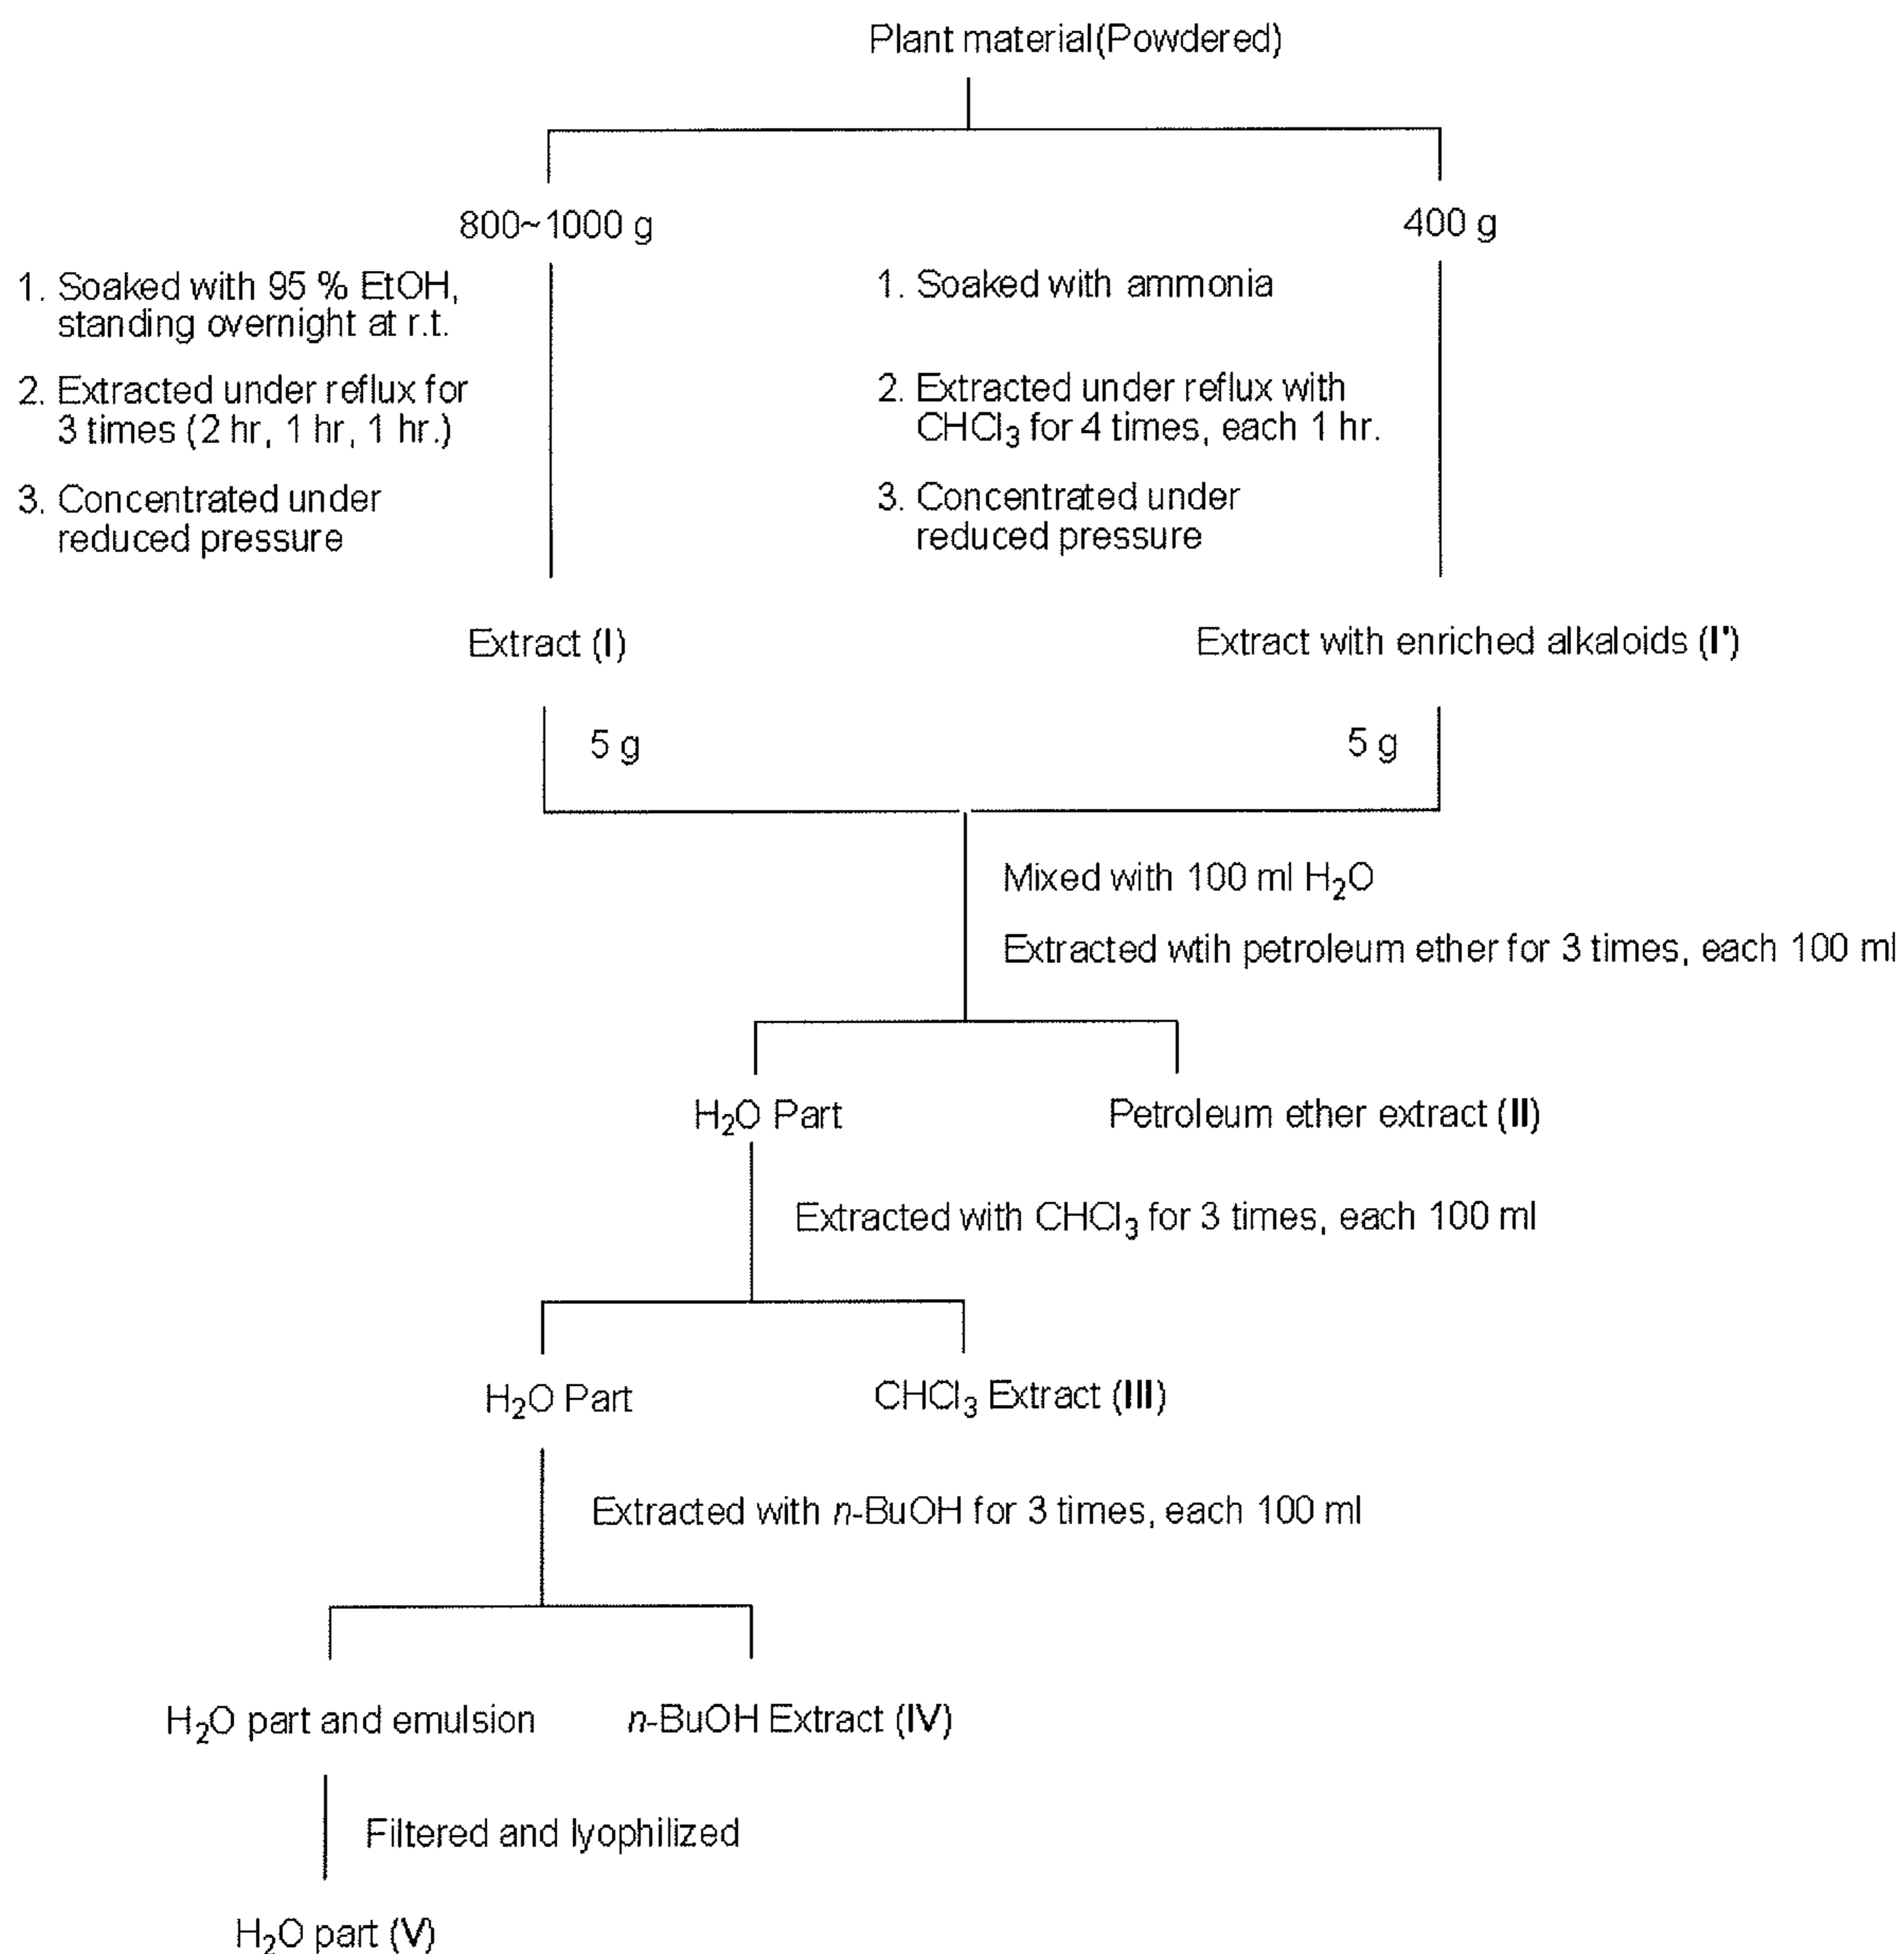 Plant material(Powdered)
800~1000 g
400 g
1. Soaked with 95 % EtOH,
standing overnight at r.t.
2. Extracted under reflux for
3 times (2 hr, 1 hr, 1 hr.)
3. Concentrated under
reduced pressure
1. Soaked with ammonia
2. Extracted under reflux with
CHCl₃ for 4 times, each 1 hr.
3. Concentrated under
reduced pressure
Extract (I)
Extract with enriched alkaloids (I')
5 g
5 g
Mixed with 100 ml H₂O
Extracted wtih petroleum ether for 3 times, each 100 ml
H₂O Part
Petroleum ether extract (II)
Extracted with CHCl₃ for 3 times, each 100 ml
H₂O Part
CHCl₃ Extract (III)
Extracted with n-BuOH for 3 times, each 100 ml
H₂O part and emulsion
n-BuOH Extract (IV)
Filtered and lyophilized
H₂O part (V)